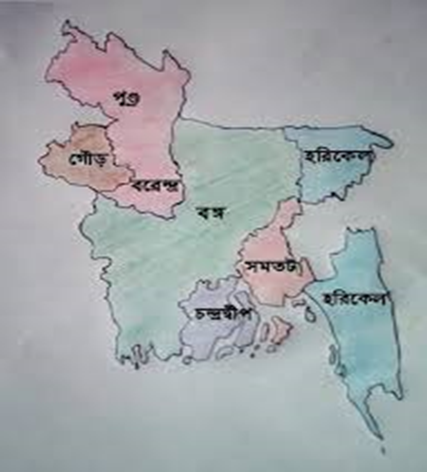 পুণ্ড্র
গৌড়
হরিকেল
বরেন্দ্র
বঙ্গ
সমতট
হরিকেল
চন্দ্রদ্বীপ